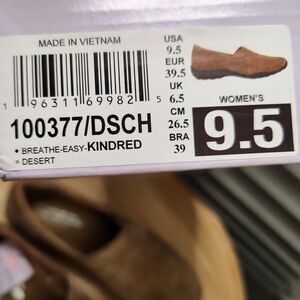 MADE IN VIETNAM
1 96311 69982 5
100377/DSCH
• BREATHE-EASY-KINDRED
• DESERT
USA
9.5
EUR
39.5
UK
6.5
CM
26.5
BRA
39
WOMEN'S
9.5